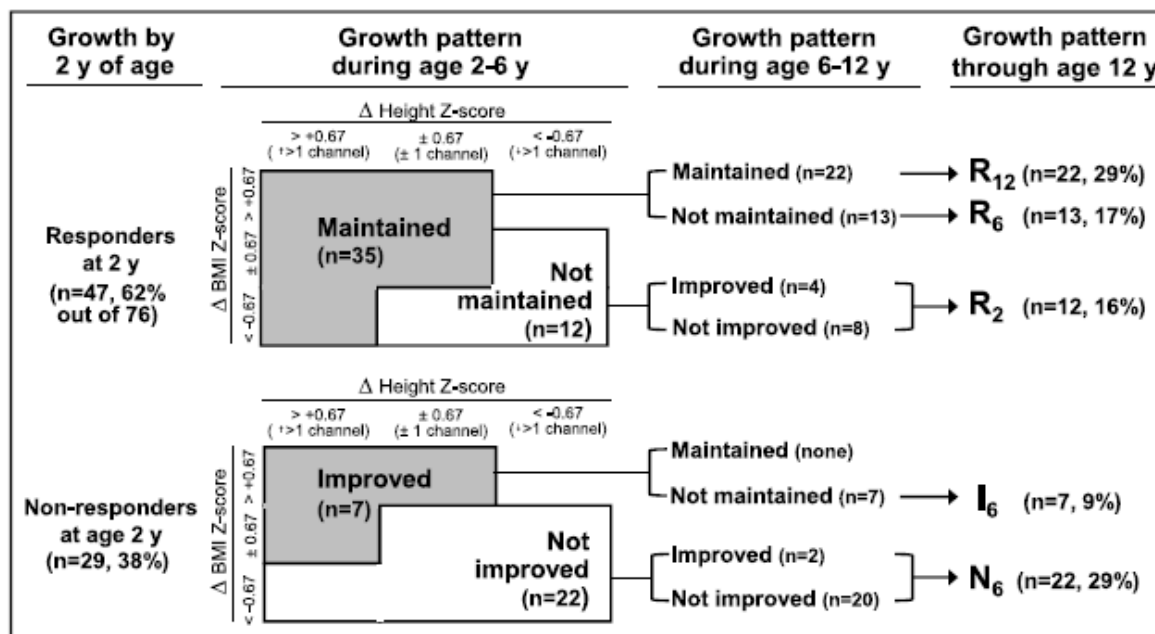 Growth by
2 y of age
Growth pattern
during age 2-6 y
Growth pattern
during age 6-12 y
Growth pattern
through age 12 y
Δ Height Z-score
> +0.67
(↑>1 channel)
± 0.67
(± 1 channel)
< -0.67
(↓>1 channel)
Δ BMI Z-score
> +0.67
± 0.67
< -0.67
Responders
at 2 y
(n=47, 62%
out of 76)
Maintained
(n=35)
Not
maintained
(n=12)
Maintained (n=22)
Not maintained (n=13)
Improved (n=4)
Not improved (n=8)
R12 (n=22, 29%)
R6 (n=13, 17%)
R2 (n=12, 16%)
Δ Height Z-score
> +0.67
(↑>1 channel)
± 0.67
(± 1 channel)
< -0.67
(↓>1 channel)
Δ BMI Z-score
> +0.67
± 0.67
< -0.67
Non-responders
at age 2 y
(n=29, 38%)
Improved
(n=7)
Not
improved
(n=22)
Maintained (none)
Not maintained (n=7)
Improved (n=2)
Not improved (n=20)
I6 (n=7, 9%)
N6 (n=22, 29%)